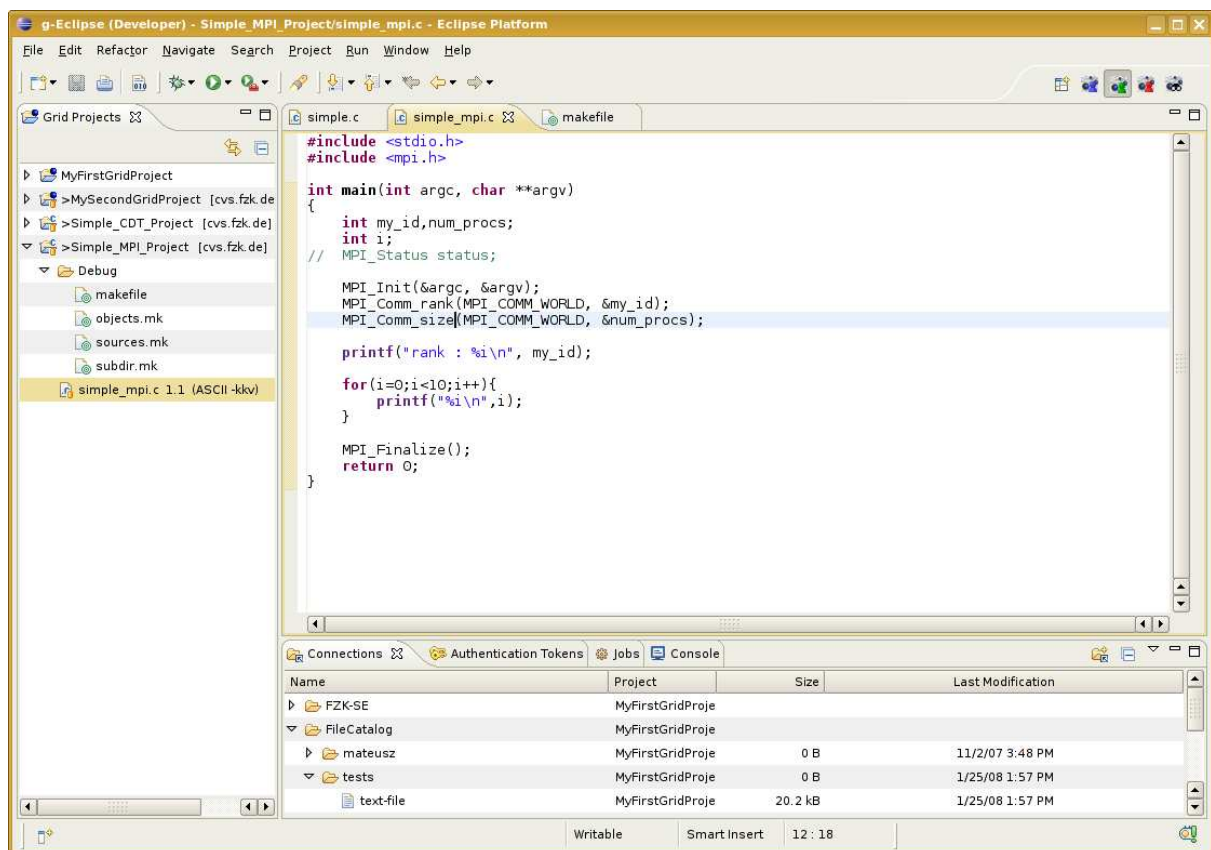 g-Eclipse (Developer) - Simple_MPI_Project/simple_mpi.c - Eclipse Platform
File Edit Refactor Navigate Search Project Run Window Help
Grid Projects
simple.c simple_mpi.c makefile
MyFirstGridProject
>MySecondGridProject [cvs.fzk.de
>Simple_CDT_Project [cvs.fzk.de]
>Simple_MPI_Project [cvs.fzk.de]
Debug
makefile
objects.mk
sources.mk
subdir.mk
simple_mpi.c 1.1 (ASCII -kkv)
#include <stdio.h>
#include <mpi.h>
int main(int argc, char **argv)
{
int my_id,num_procs;
int i;
// MPI_Status status;
MPI_Init(&argc, &argv);
MPI_Comm_rank(MPI_COMM_WORLD, &my_id);
MPI_Comm_size(MPI_COMM_WORLD, &num_procs);
printf("rank : %i\n", my_id);
for(i=0;i<10;i++){
printf("%i\n",i);
}
MPI_Finalize();
return 0;
}
Connections Authentication Tokens Jobs Console
Name Project Size Last Modification
FZK-SE MyFirstGridProje
FileCatalog MyFirstGridProje
mateusz MyFirstGridProje 0 B 11/2/07 3:48 PM
tests MyFirstGridProje 0 B 1/25/08 1:57 PM
text-file MyFirstGridProje 20.2 kB 1/25/08 1:57 PM
Writable Smart Insert 12 : 18